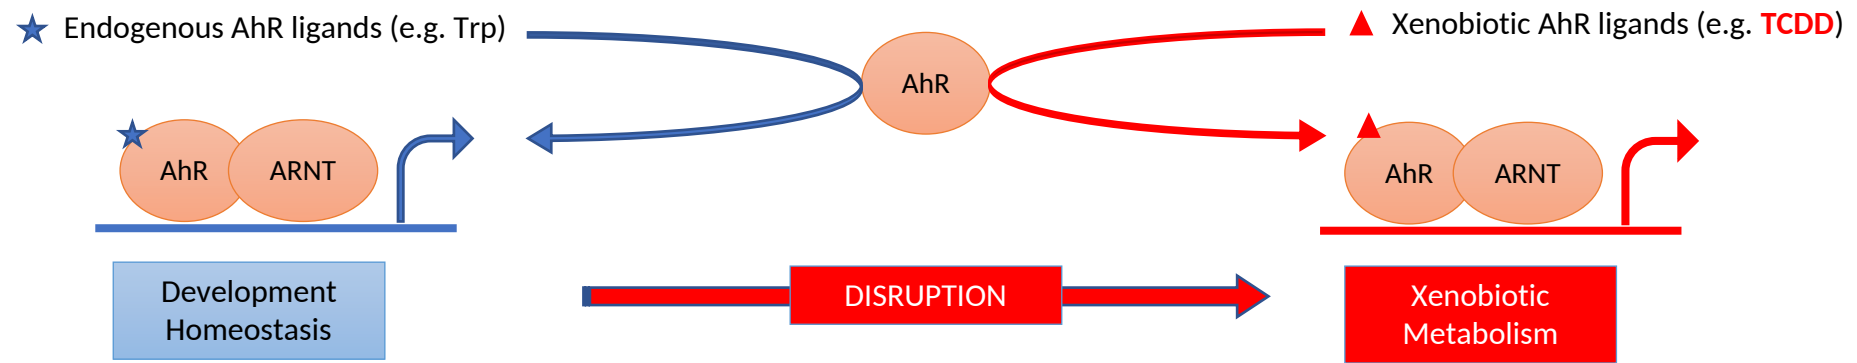 Endogenous AhR ligands (e.g. Trp)
AhR
Xenobiotic AhR ligands (e.g. TCDD)
AhR
ARNT
AhR
ARNT
Development
Homeostasis
DISRUPTION
Xenobiotic
Metabolism